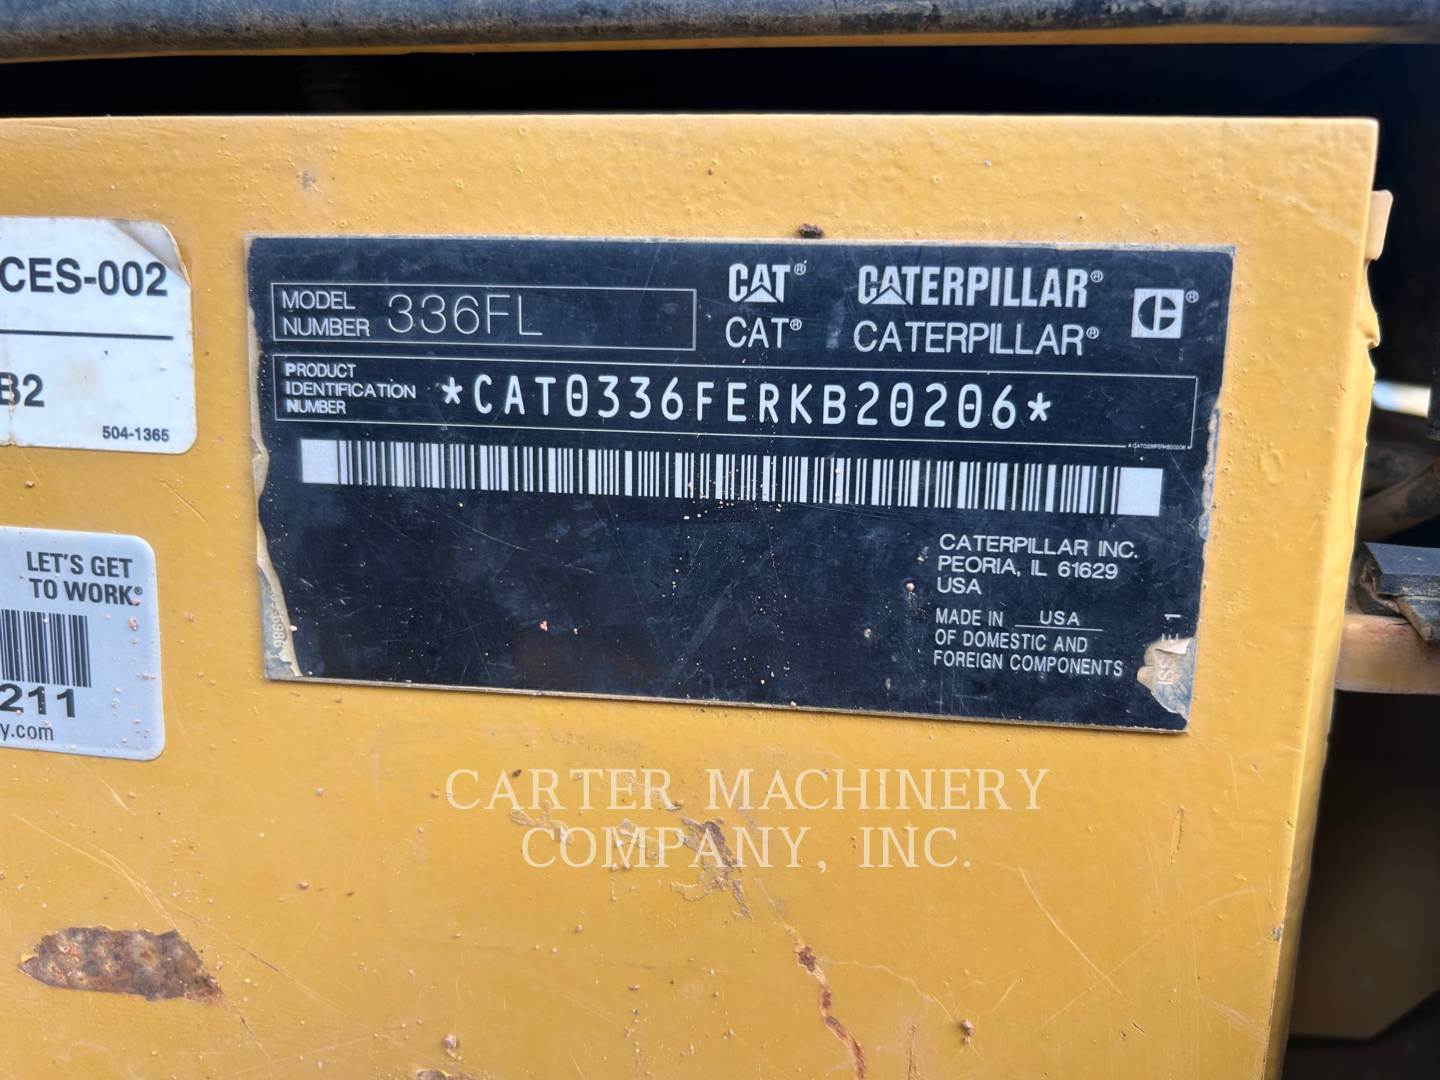 CES-002
B2
504-1365
LET'S GET
TO WORK®
211
y.com
MODEL
NUMBER 336FL
CAT® CATERPILLAR® ®
CAT® CATERPILLAR®
PRODUCT
IDENTIFICATION
NUMBER
*CAT0336FERKB20206*
*CAT0336FERKB20206*
CATERPILLAR INC.
PEORIA, IL 61629
USA
MADE IN USA
OF DOMESTIC AND
FOREIGN COMPONENTS
CARTER MACHINERY
COMPANY, INC.